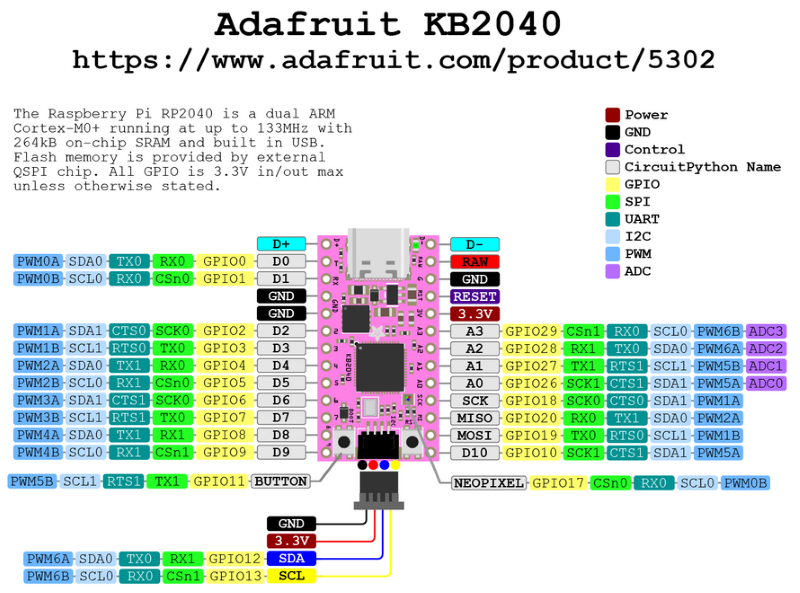 Adafruit KB2040
https://www.adafruit.com/product/5302
The Raspberry Pi RP2040 is a dual ARM
Cortex-M0+ running at up to 133MHz with
264kB on-chip SRAM and built in USB.
Flash memory is provided by external
QSPI chip. All GPIO is 3.3V in/out max
unless otherwise stated.
Power
GND
Control
CircuitPython Name
GPIO
SPI
UART
I2C
PWM
ADC
D+ D-
PWM0A SDA0 TX0 RX0 GPIO0 D0 RAW
PWM0B SCL0 RX0 CSn0 GPIO1 D1 GND
GND RESET
GND 3.3V
PWM1A SDA1 CTS0 SCK0 GPIO2 D2 A3 GPIO29 CSn1 RX0 SCL0 PWM6B ADC3
PWM1B SCL1 RTS0 TX0 GPIO3 D3 A2 GPIO28 RX1 TX0 SDA0 PWM6A ADC2
PWM2A SDA0 TX1 RX0 GPIO4 D4 A1 GPIO27 TX1 RTS1 SCL1 PWM5B ADC1
PWM2B SCL0 RX1 CSn0 GPIO5 D5 A0 GPIO26 SCK1 CTS1 SDA1 PWM5A ADC0
PWM3A SDA1 CTS1 SCK0 GPIO6 D6 SCK GPIO18 SCK0 CTS0 SDA1 PWM1A
PWM3B SCL1 RTS1 TX0 GPIO7 D7 MISO GPIO20 RX0 TX1 SDA0 PWM2A
PWM4A SDA0 TX1 RX1 GPIO8 D8 MOSI GPIO19 TX0 RTS0 SCL1 PWM1B
PWM4B SCL0 RX1 CSn1 GPIO9 D9 D10 GPIO10 SCK1 CTS1 SDA1 PWM5A
PWM5B SCL1 RTS1 TX1 GPIO11 BUTTON NEOPIXEL GPIO17 CSn0 RX0 SCL0 PWM0B
GND
3.3V
PWM6A SDA0 TX0 RX1 GPIO12 SDA
PWM6B SCL0 RX0 CSn1 GPIO13 SCL